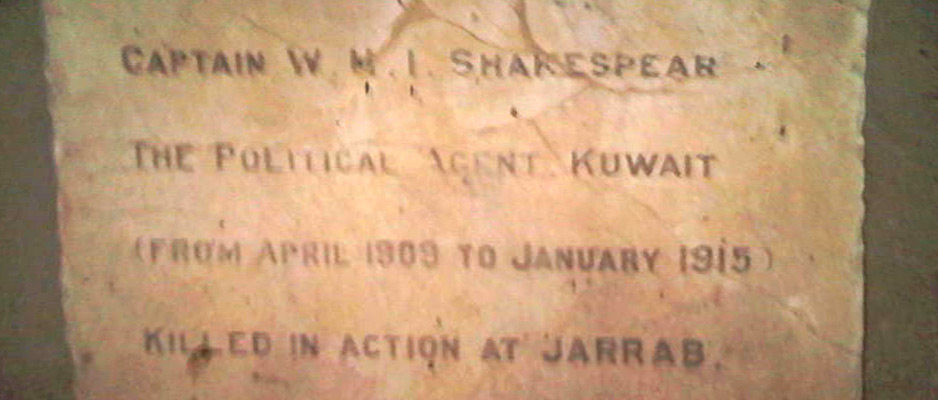 CAPTAIN W. H. I. SHAKESPEAR
THE POLITICAL AGENT KUWAIT
(FROM APRIL 1909 TO JANUARY 1915)
KILLED IN ACTION AT JARRAB.